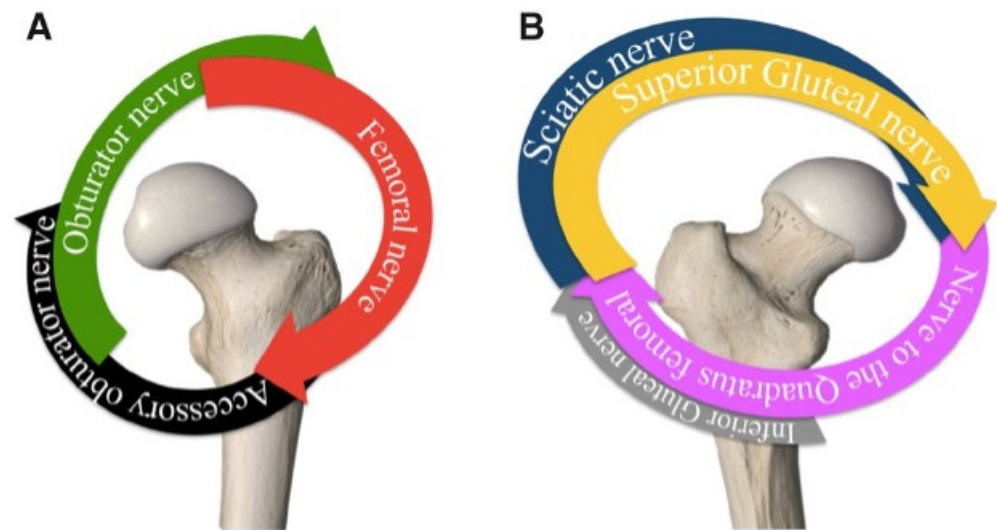 A
B
Obturator nerve
Femoral nerve
Accessory obturator nerve
Sciatic nerve
Superior Gluteal nerve
Nerve to the Quadratus femoral
Inferior Gluteal nerve